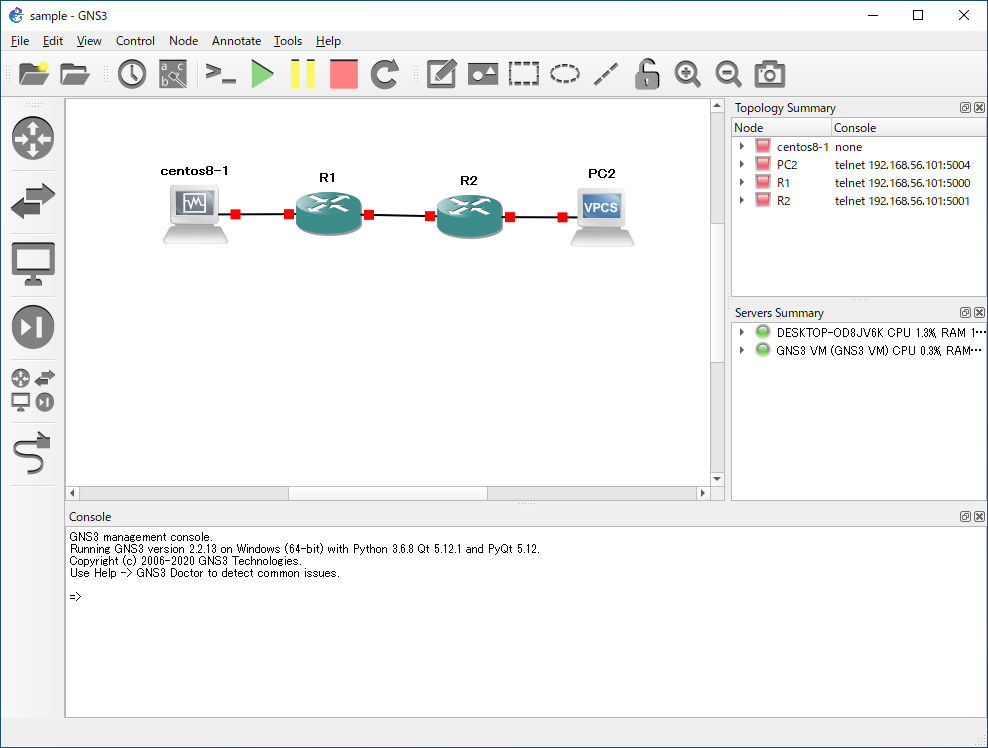 sample - GNS3
File Edit View Control Node Annotate Tools Help
a c
b
>_
Topology Summary
Node Console
centos8-1 none
PC2 telnet 192.168.56.101:5004
R1 telnet 192.168.56.101:5000
R2 telnet 192.168.56.101:5001
centos8-1
R1
R2
PC2
VPCS
Servers Summary
DESKTOP-OD8JV6K CPU 1.3%, RAM 1…
GNS3 VM (GNS3 VM) CPU 0.3%, RAM…
Console
GNS3 management console.
Running GNS3 version 2.2.13 on Windows (64-bit) with Python 3.6.8 Qt 5.12.1 and PyQt 5.12.
Copyright (c) 2006-2020 GNS3 Technologies.
Use Help -> GNS3 Doctor to detect common issues.
=>